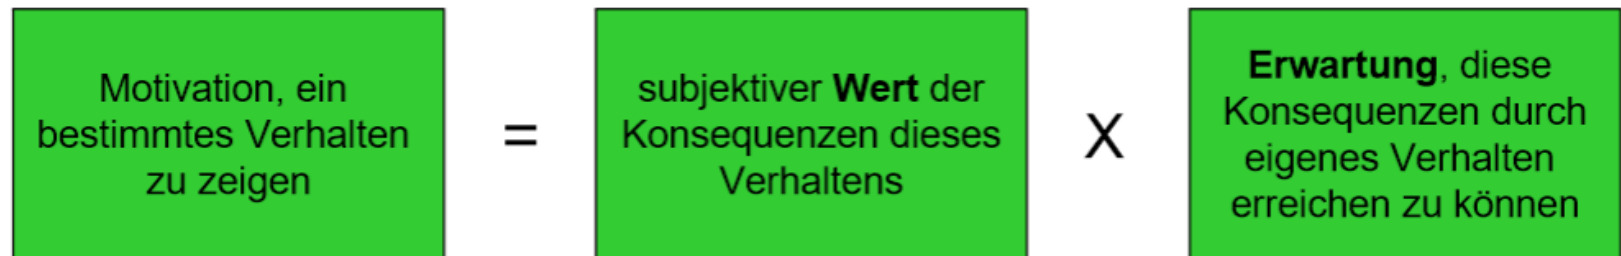 Motivation, ein
bestimmtes Verhalten
zu zeigen
=
subjektiver Wert der
Konsequenzen dieses
Verhaltens
X
Erwartung, diese
Konsequenzen durch
eigenes Verhalten
erreichen zu können